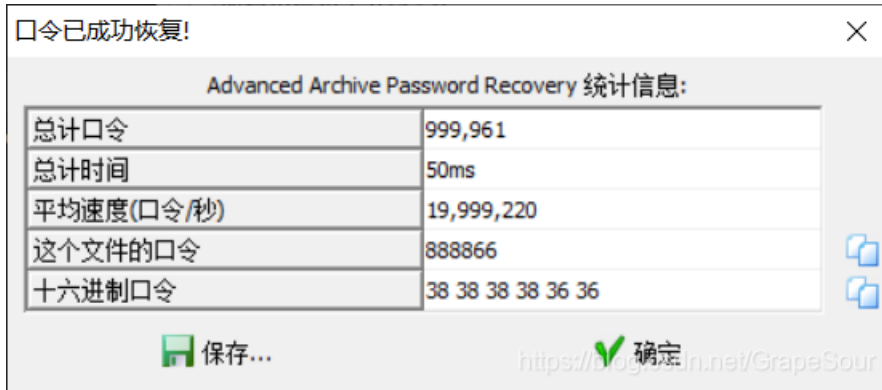 口令已成功恢复!
Advanced Archive Password Recovery 统计信息:
总计口令 999,961
总计时间 50ms
平均速度(口令/秒) 19,999,220
这个文件的口令 888866
十六进制口令 38 38 38 38 36 36
保存... 确定
https://blog.csdn.net/GrapeSour